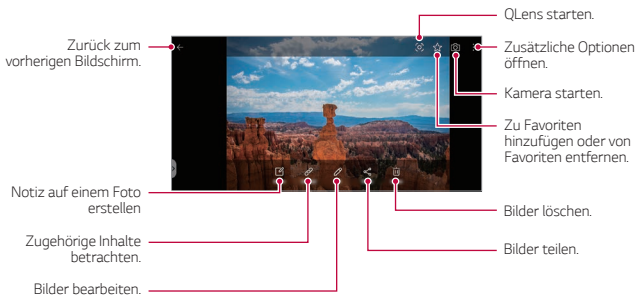 QLens starten.
Zurück zum
vorherigen Bildschirm.
Zusätzliche Optionen
öffnen.
Kamera starten.
Zu Favoriten
hinzufügen oder von
Favoriten entfernen.
Notiz auf einem Foto
erstellen
Bilder löschen.
Zugehörige Inhalte
betrachten.
Bilder teilen.
Bilder bearbeiten.